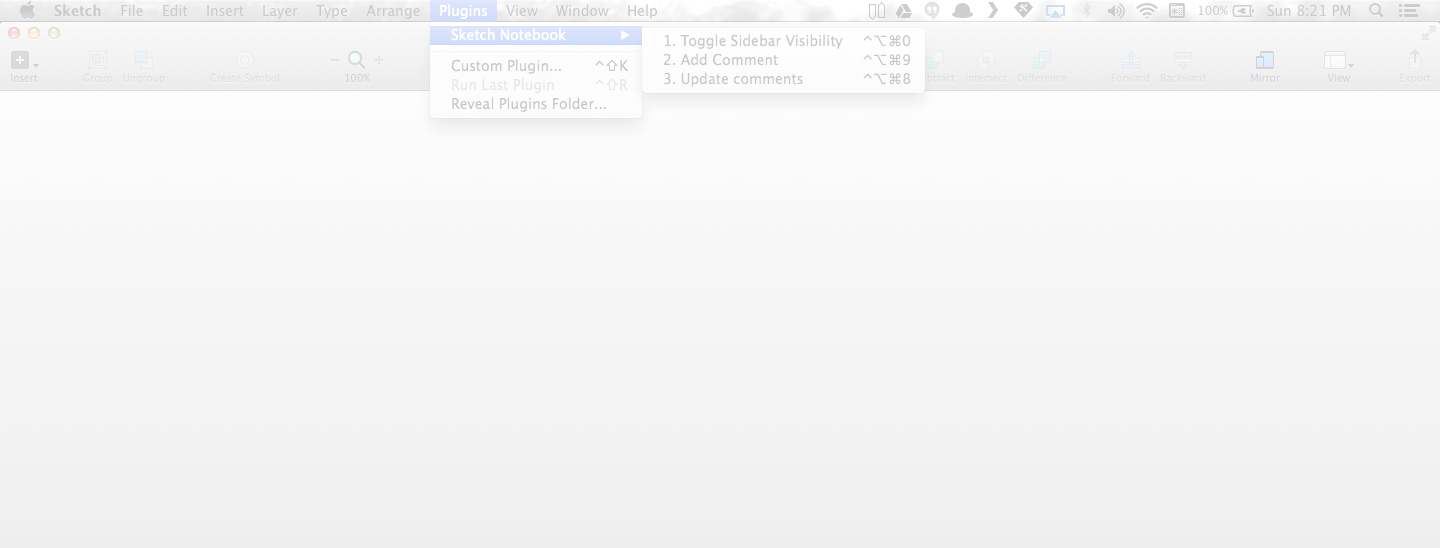 Sketch File Edit Insert Layer Type Arrange Plugins View Window Help 100% Sun 8:21 PM
Sketch Notebook
1. Toggle Sidebar Visibility ^⌥⌘0
2. Add Comment ^⌥⌘9
3. Update comments ^⌥⌘8
Custom Plugin... ^⇧K
Run Last Plugin ^⇧R
Reveal Plugins Folder...
Insert Group Ungroup Create Symbol 100% tract Intersect Difference Forward Backward Mirror View Export